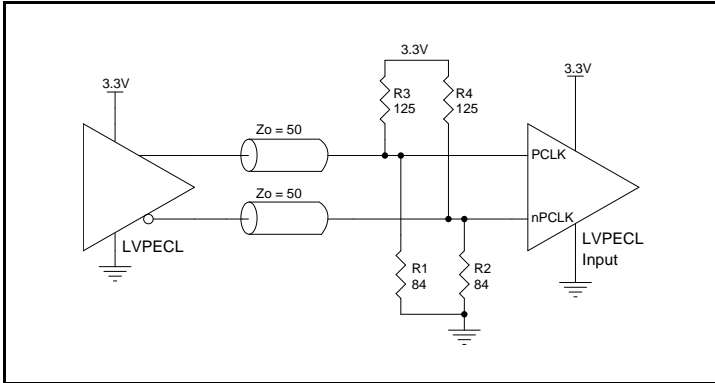 3.3V
3.3V
3.3V
R3
125
R4
125
Zo = 50
PCLK
Zo = 50
nPCLK
LVPECL
LVPECL
Input
R1
84
R2
84